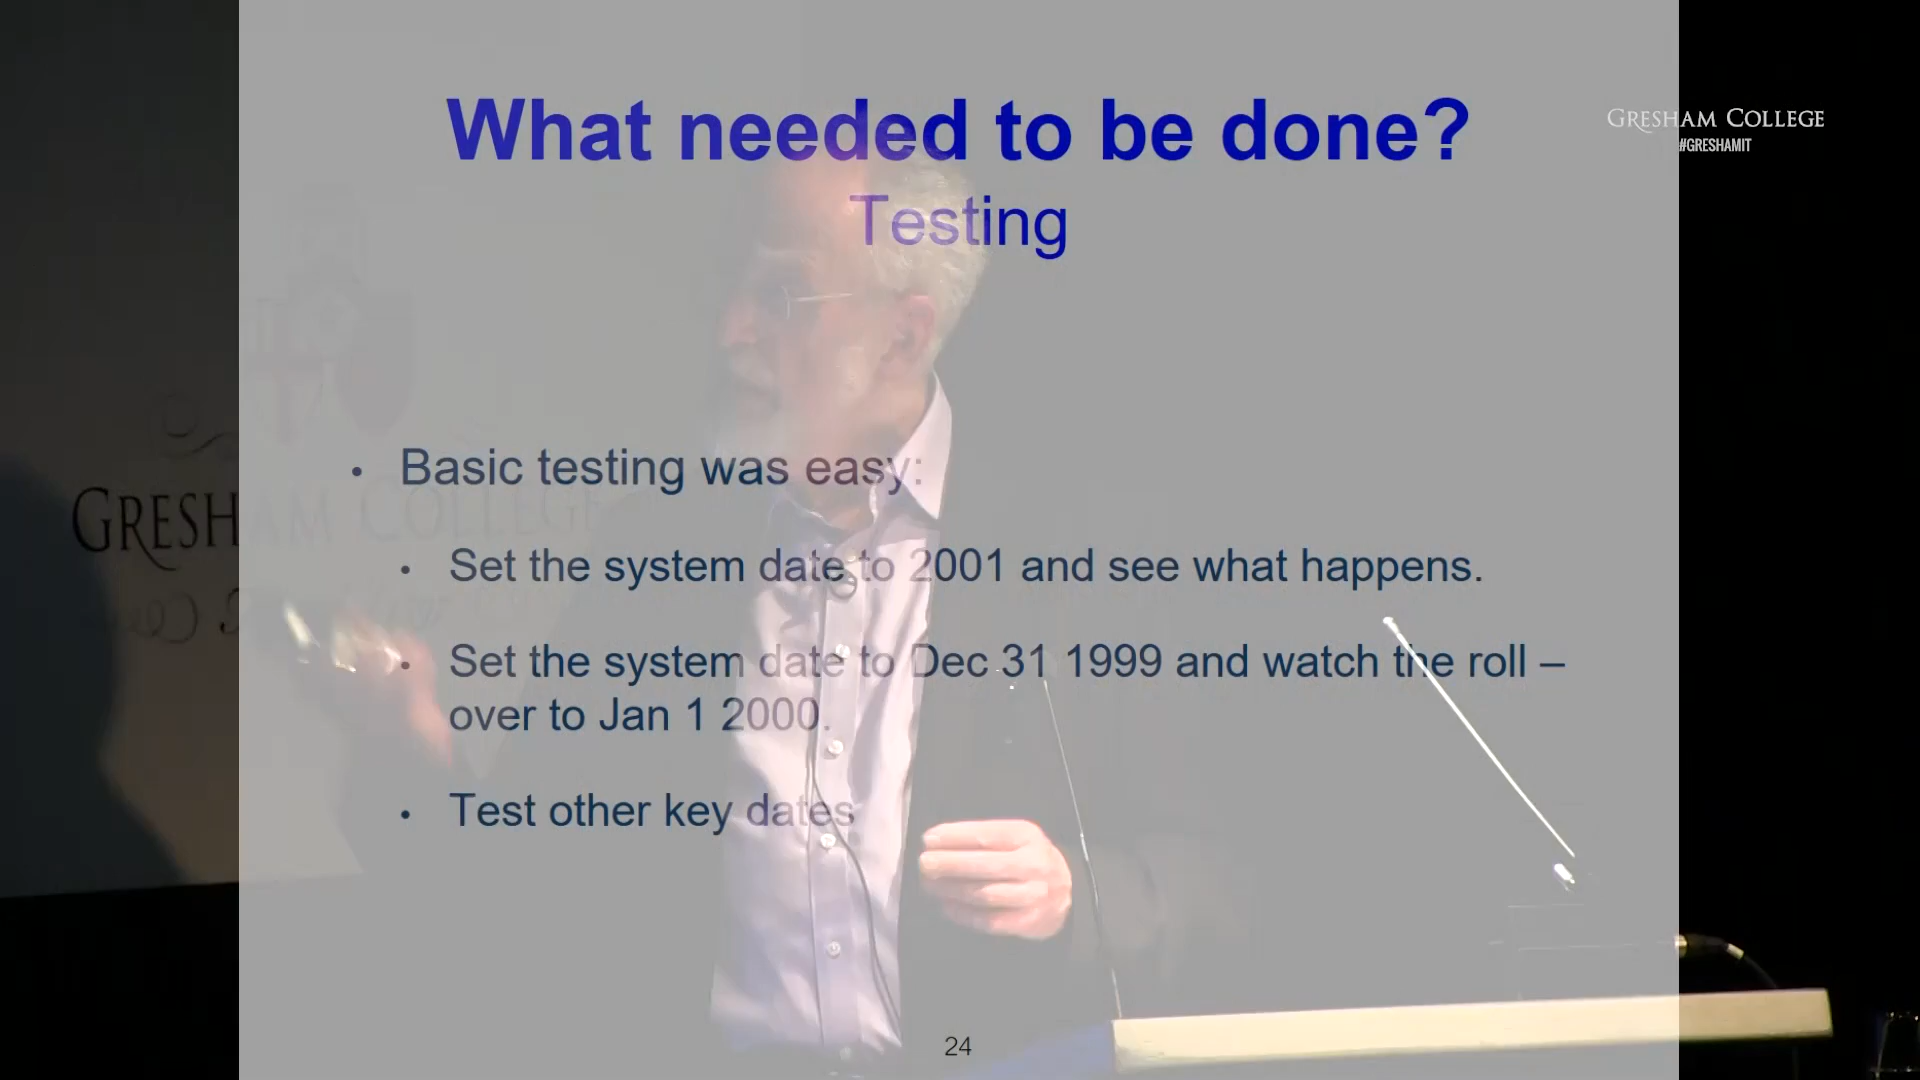 What needed to be done?
Testing
GRESHAM COLLEGE
#GRESHAMIT
• Basic testing was easy:
GRESHAM COLLEGE
• Set the system date to 2001 and see what happens.
• Set the system date to Dec 31 1999 and watch the roll –
over to Jan 1 2000.
• Test other key dates
24